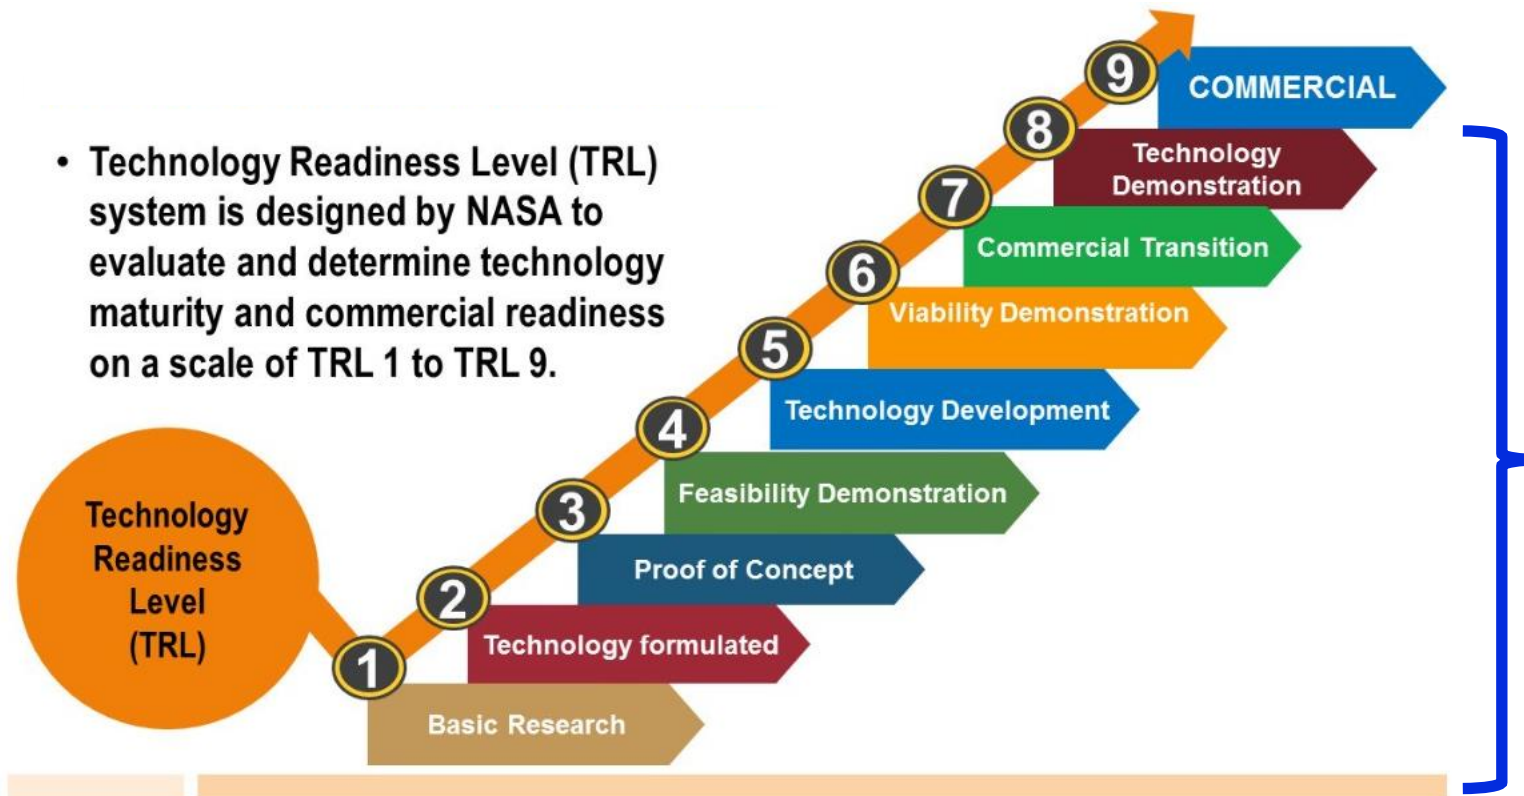 • Technology Readiness Level (TRL)
system is designed by NASA to
evaluate and determine technology
maturity and commercial readiness
on a scale of TRL 1 to TRL 9.
9
COMMERCIAL
8
Technology
Demonstration
7
Commercial Transition
6
Viability Demonstration
5
Technology Development
4
Feasibility Demonstration
3
Proof of Concept
2
Technology formulated
1
Basic Research
Technology
Readiness
Level
(TRL)